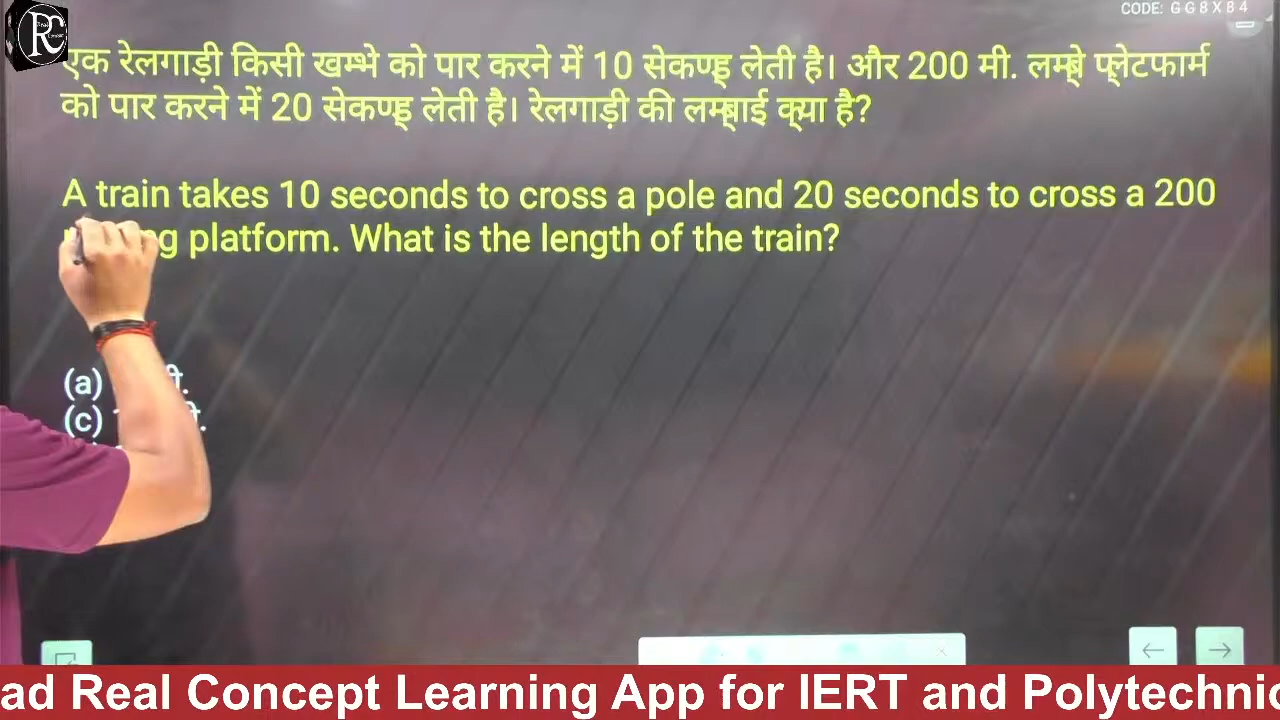 CODE: GG8XB4
एक रेलगाड़ी किसी खम्भे को पार करने में 10 सेकण्ड लेती है। और 200 मी. लम्बे प्लेटफार्म
को पार करने में 20 सेकण्ड लेती है। रेलगाड़ी की लम्बाई क्या है?
A train takes 10 seconds to cross a pole and 20 seconds to cross a 200
platform. What is the length of the train?
(a)
(c)
ad Real Concept Learning App for IERT and Polytechnic